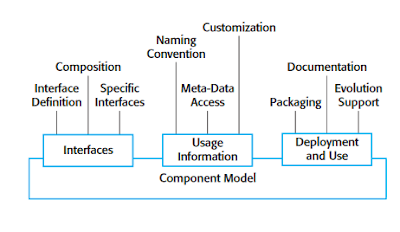 Customization
Naming
Convention
Composition
Documentation
Interface
Definition
Specific
Interfaces
Meta-Data
Access
Packaging
Evolution
Support
Interfaces
Usage
Information
Deployment
and Use
Component Model